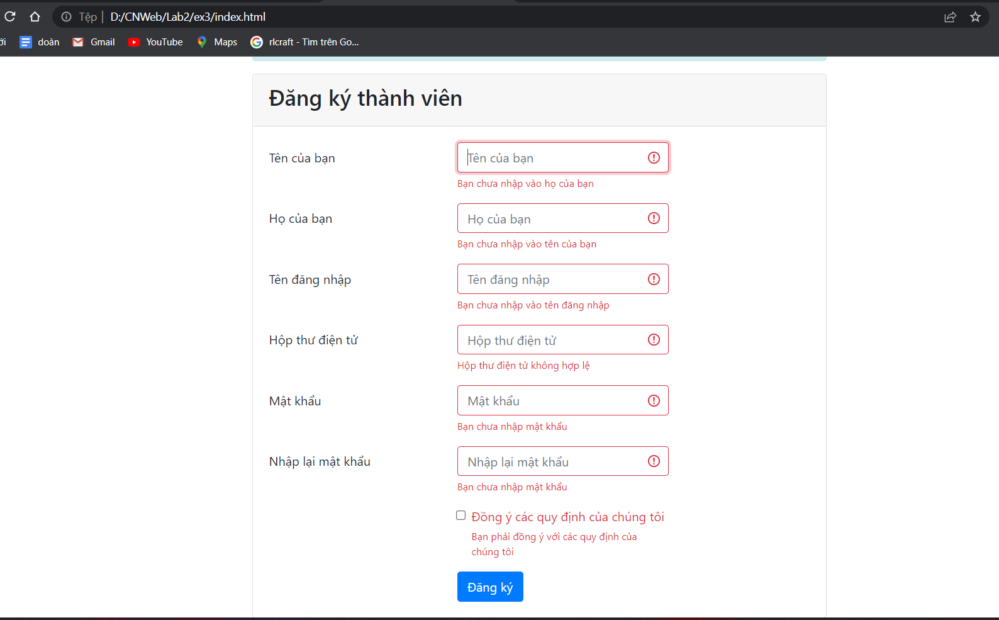 Tệp D:/CNWeb/Lab2/ex3/index.html
ới doàn Gmail YouTube Maps rlcraft - Tìm trên Go...
Đăng ký thành viên
Tên của bạn Tên của bạn
Bạn chưa nhập vào họ của bạn
Họ của bạn Họ của bạn
Bạn chưa nhập vào tên của bạn
Tên đăng nhập Tên đăng nhập
Bạn chưa nhập vào tên đăng nhập
Hộp thư điện tử Hộp thư điện tử
Hộp thư điện tử không hợp lệ
Mật khẩu Mật khẩu
Bạn chưa nhập mật khẩu
Nhập lại mật khẩu Nhập lại mật khẩu
Bạn chưa nhập mật khẩu
Đồng ý các quy định của chúng tôi
Bạn phải đồng ý với các quy định của
chúng tôi
Đăng ký